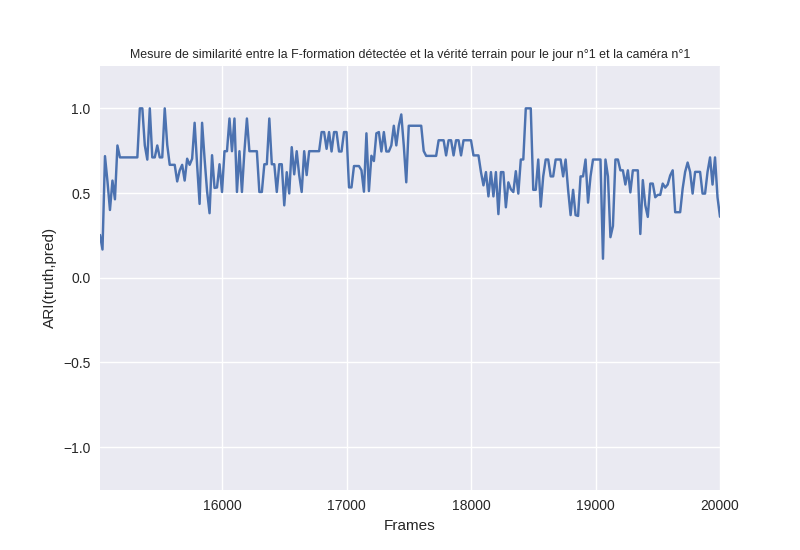 Mesure de similarité entre la F-formation détectée et la vérité terrain pour le jour n°1 et la caméra n°1
1.0
0.5
0.0
−0.5
−1.0
ARI(truth,pred)
16000 17000 18000 19000 20000
Frames